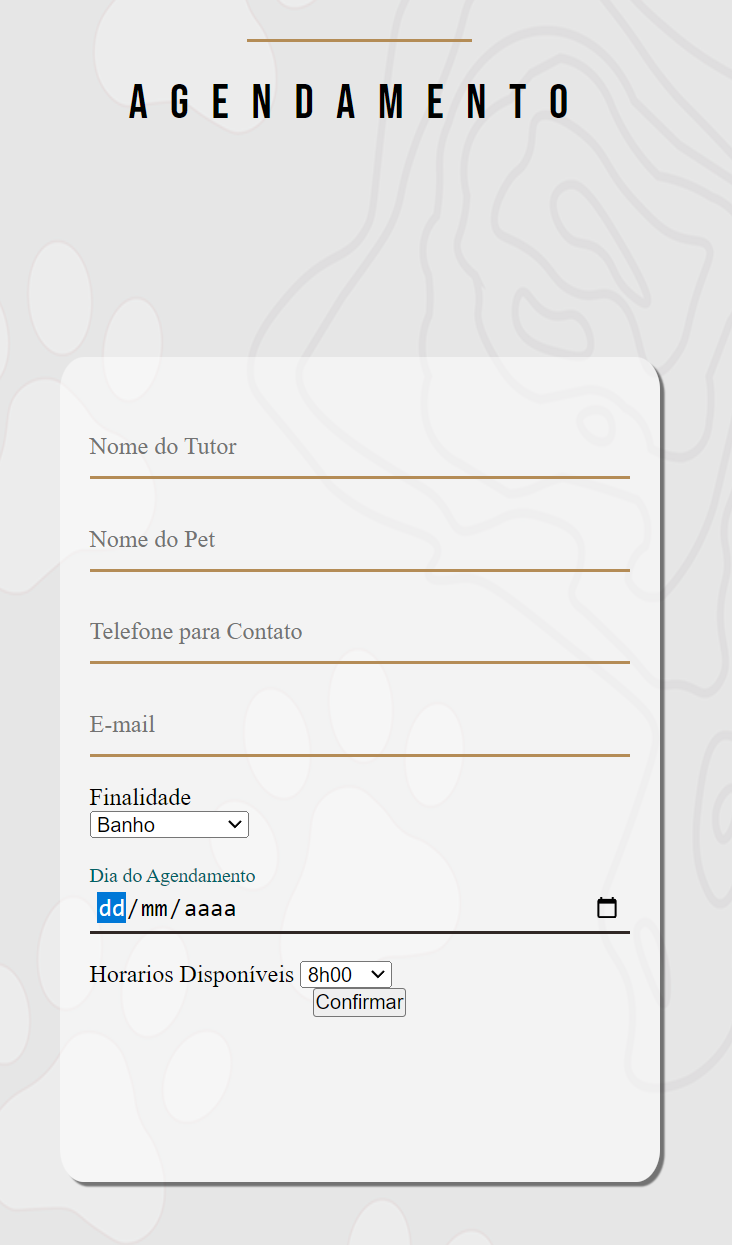 AGENDAMENTO
Nome do Tutor
Nome do Pet
Telefone para Contato
E-mail
Finalidade
Banho
Dia do Agendamento
dd/mm/aaaa
Horarios Disponíveis 8h00
Confirmar